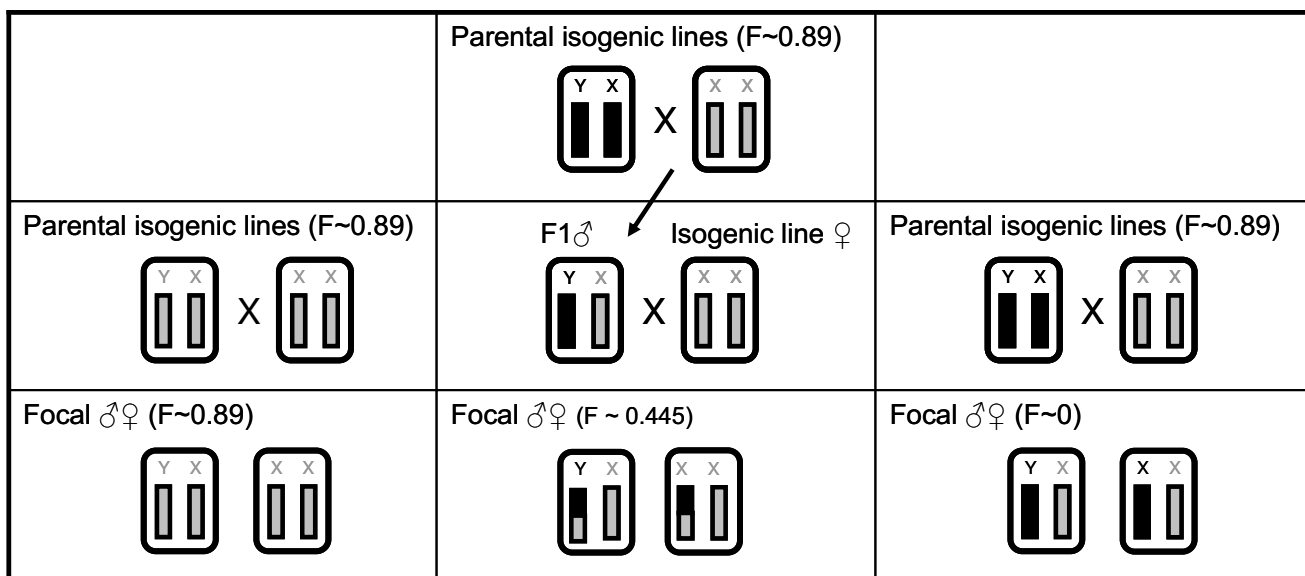 Parental isogenic lines (F~0.89)
Y X X X X
Parental isogenic lines (F~0.89)
Y X X X X
F1♂ Isogenic line ♀
Y X X X X
Parental isogenic lines (F~0.89)
Y X X X X
Focal ♂♀ (F~0.89)
Y X X X
Focal ♂♀ (F ~ 0.445)
Y X X X
Focal ♂♀ (F~0)
Y X X X